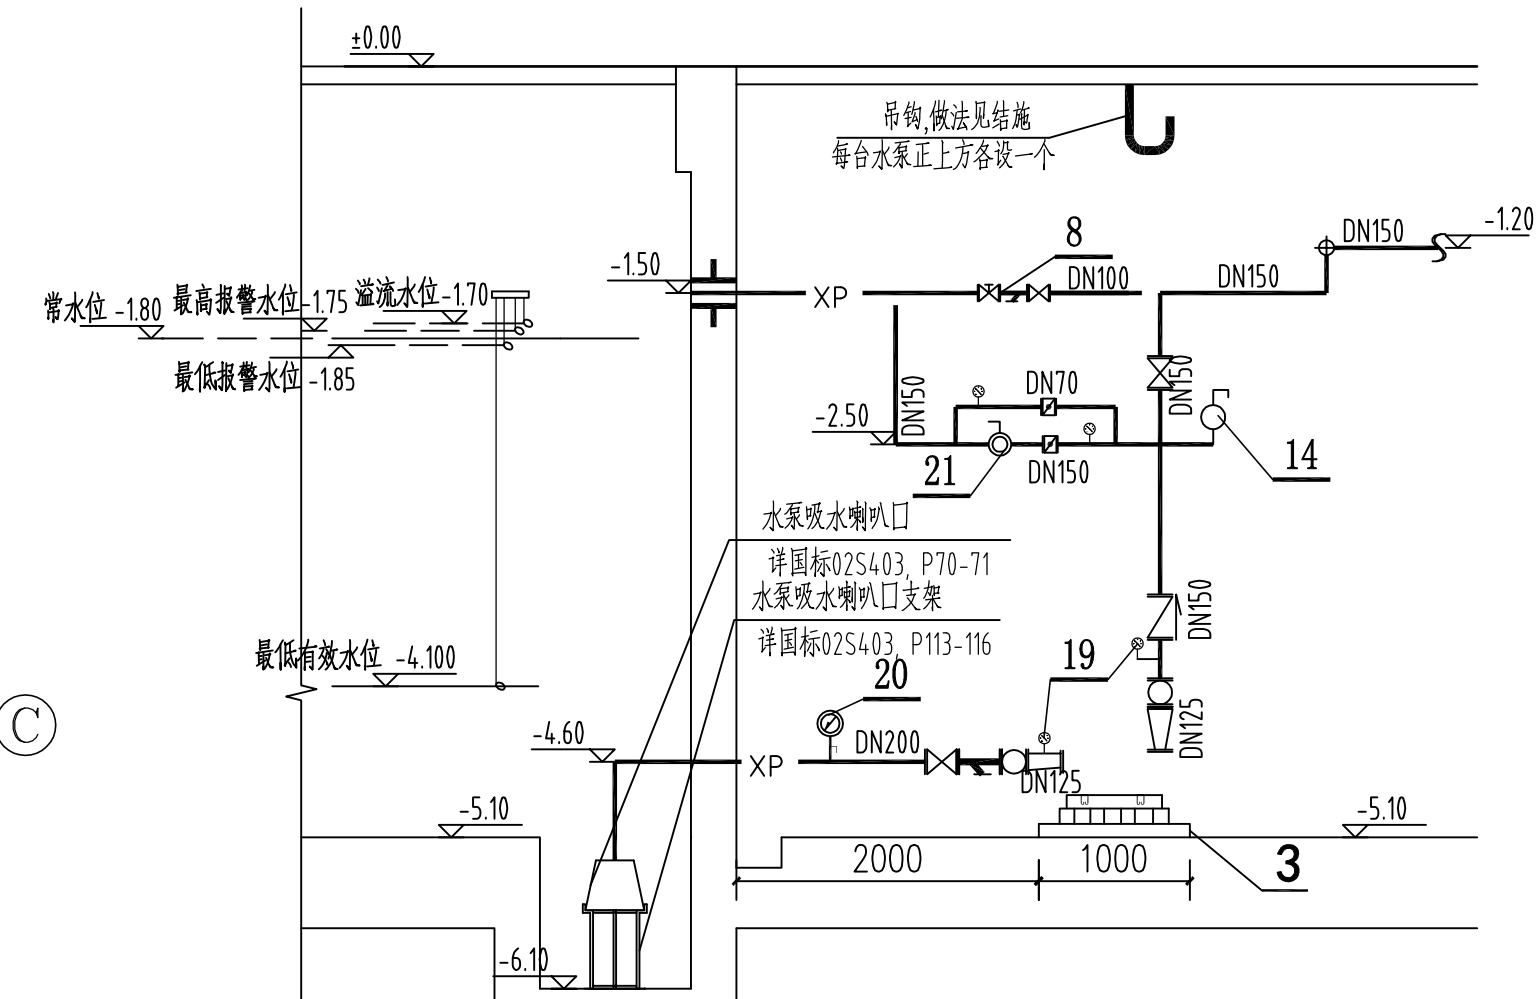 ±0.00
吊钩,做法见结施
每台水泵正上方各设一个
DN150
-1.20
8
-1.50
DN100
DN150
XP
常水位 -1.80
最高报警水位-1.75
溢流水位-1.70
最低报警水位 -1.85
DN150
DN70
DN150
-2.50
21
DN150
14
水泵吸水喇叭口
详国标02S403, P70-71
水泵吸水喇叭口支架
详国标02S403, P113-116
DN150
最低有效水位 -4.100
19
20
C
-4.60
DN200
XP
DN125
DN125
-5.10
-5.10
2000
1000
3
-6.10